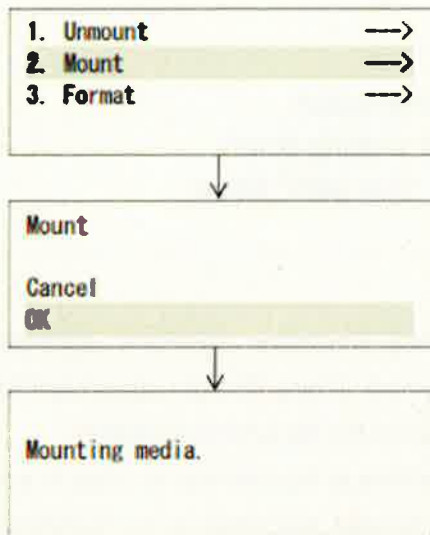 1. Unmount --->
2. Mount --->
3. Format --->
Mount
Cancel
OK
Mounting media.